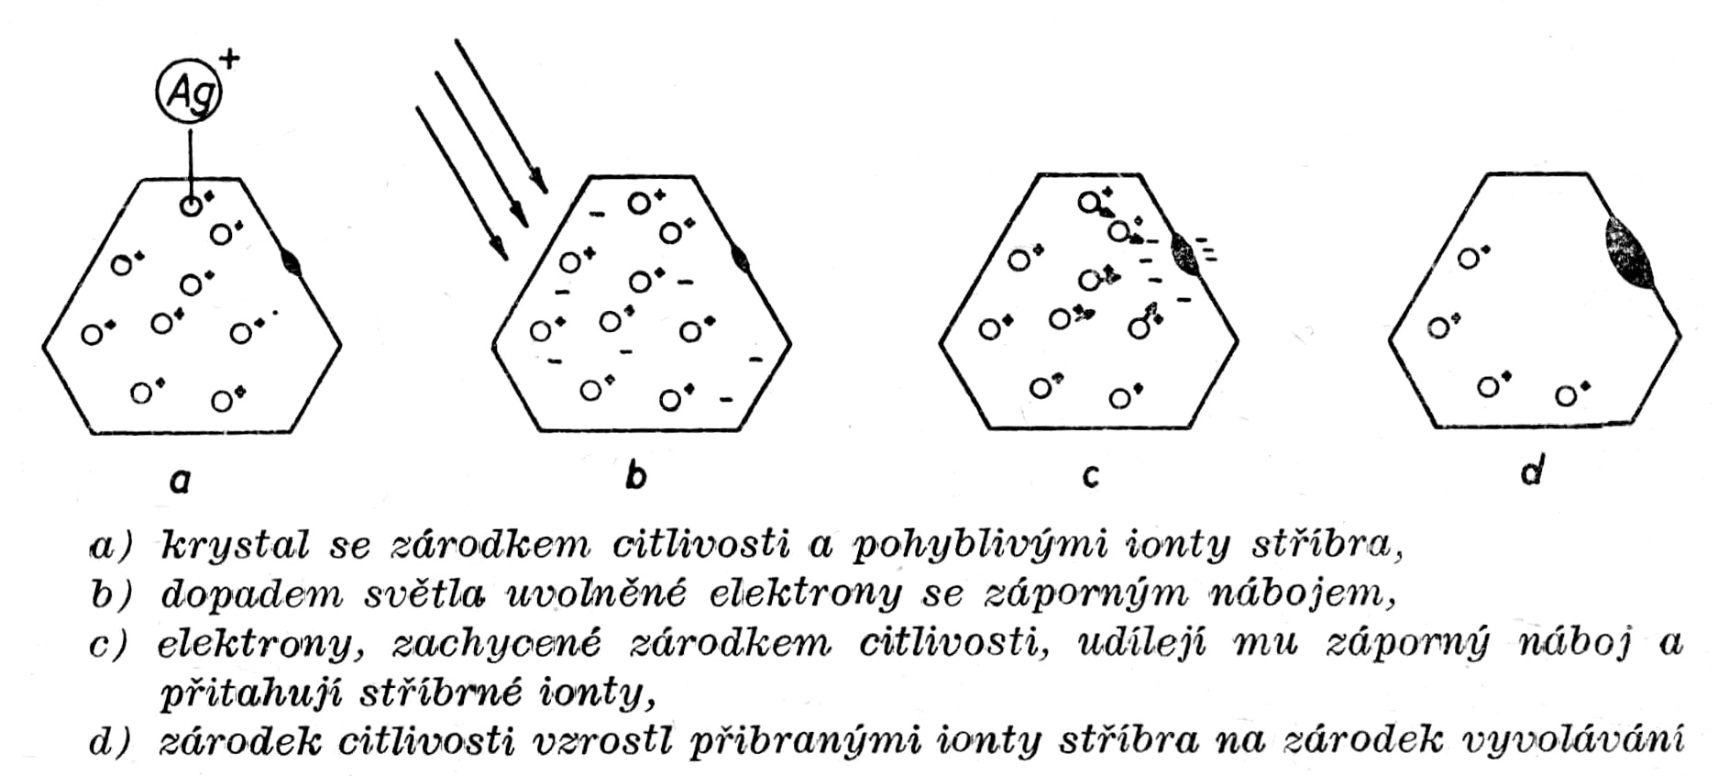 Ag+
a b c d
a) krystal se zárodkem citlivosti a pohyblivými ionty stříbra,
b) dopadem světla uvolněné elektrony se záporným nábojem,
c) elektrony, zachycené zárodkem citlivosti, udílejí mu záporný náboj a
přitahují stříbrné ionty,
d) zárodek citlivosti vzrostl přibranými ionty stříbra na zárodek vyvolávání